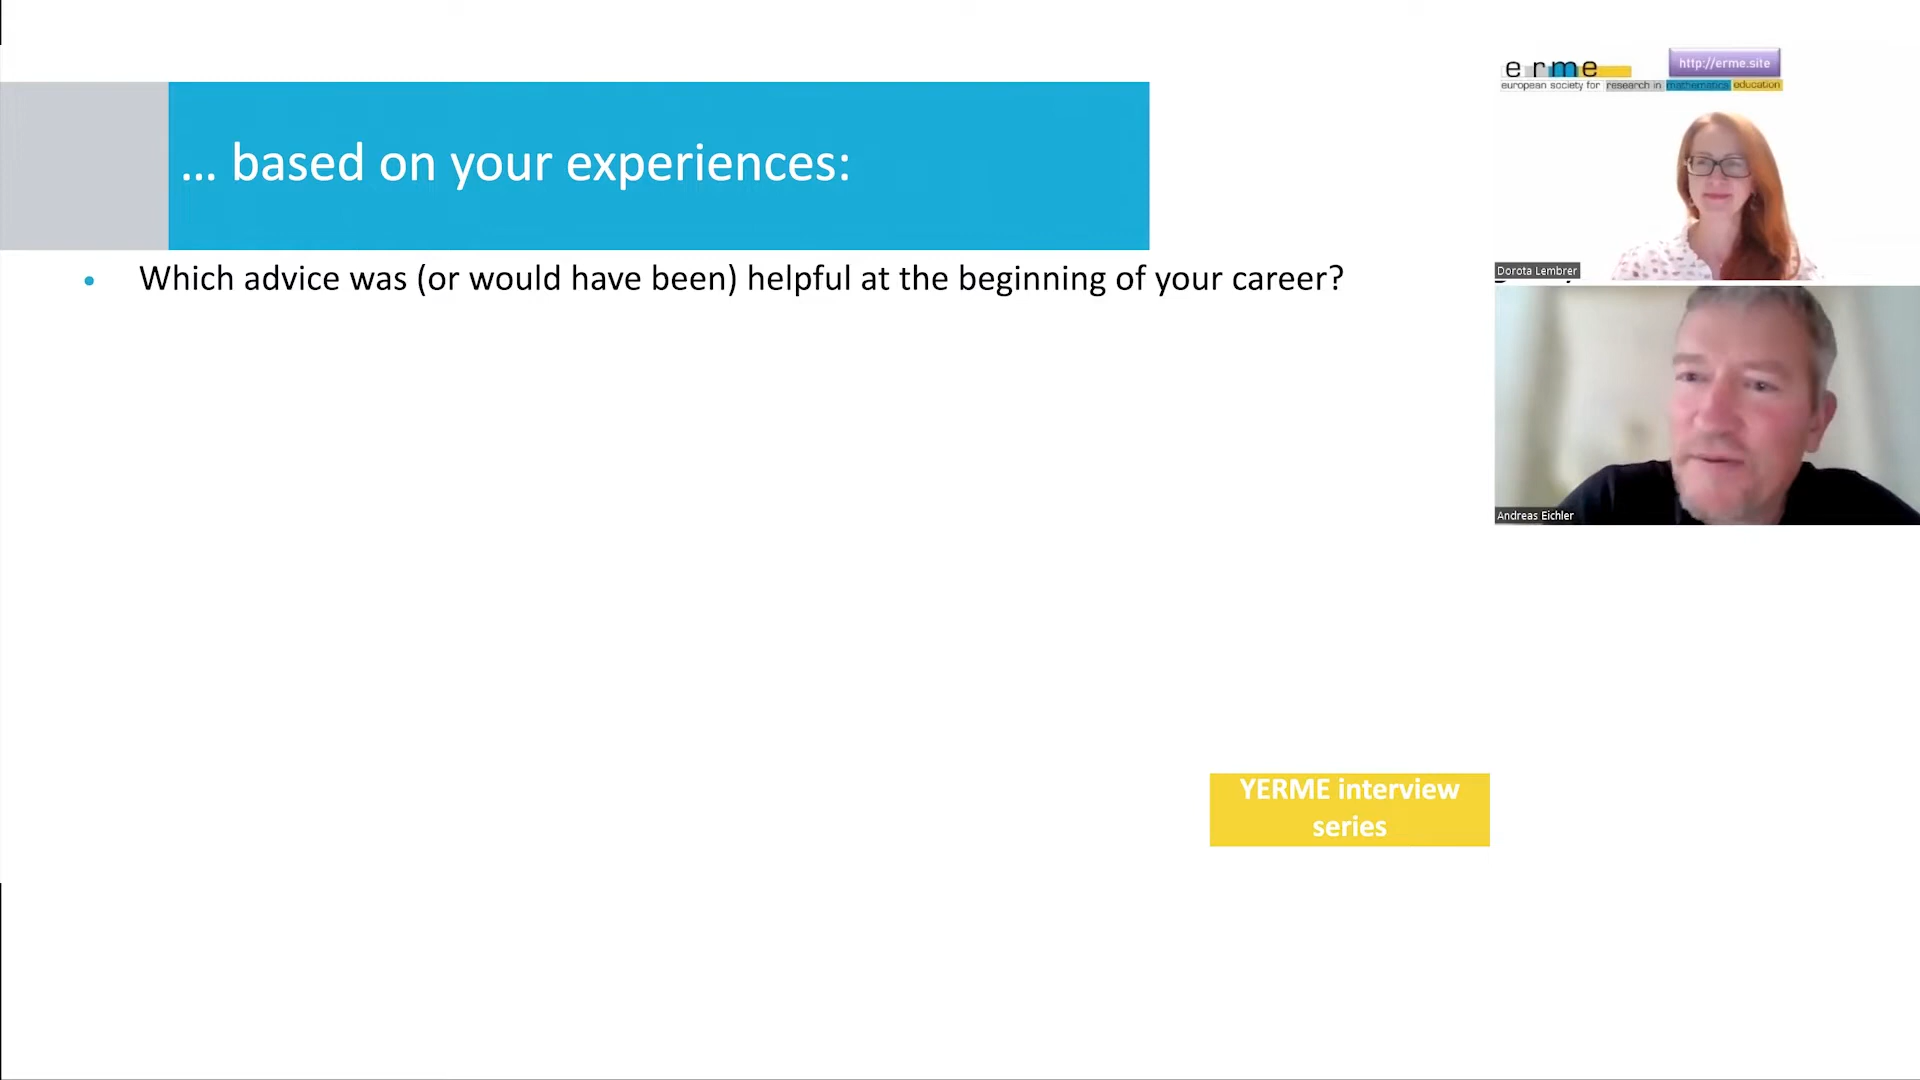 erme
http://erme.site
european society for research in mathematics education
... based on your experiences:
• Which advice was (or would have been) helpful at the beginning of your career?
Dorota Lembrer
Andreas Eichler
YERME interview
series